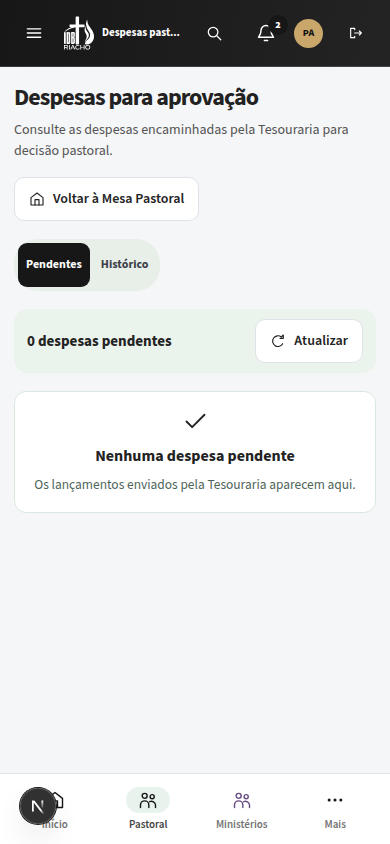 IDB
RIACHO
Despesas past...
2
PA
Despesas para aprovação
Consulte as despesas encaminhadas pela Tesouraria para
decisão pastoral.
Voltar à Mesa Pastoral
Pendentes
Histórico
0 despesas pendentes
Atualizar
Nenhuma despesa pendente
Os lançamentos enviados pela Tesouraria aparecem aqui.
N
Início
Pastoral
Ministérios
Mais